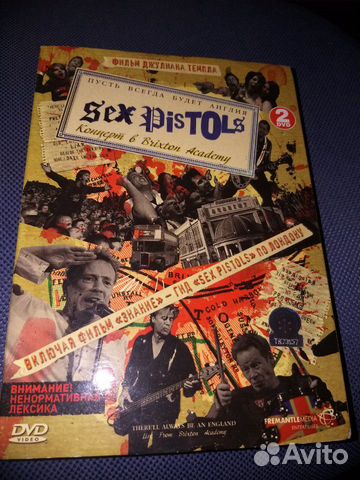 ФИЛЬМ ДЖУЛИАНА ТЕМПЛА
ПУСТЬ ВСЕГДА БУДЕТ АНГЛИЯ
SEX PISTOLS
Концерт в Brixton Academy
2
DVD
ВКЛЮЧАЯ ФИЛЬМ «ЗНАНИЕ» – ГИД «SEX PISTOLS» ПО ЛОНДОНУ
ВНИМАНИЕ!
НЕНОРМАТИВНАЯ
ЛЕКСИКА
DVD
VIDEO
THERE'LL ALWAYS BE AN ENGLAND
Live From Brixton Academy
FREMANTLEMEDIA
ENTERPRISES
Avito